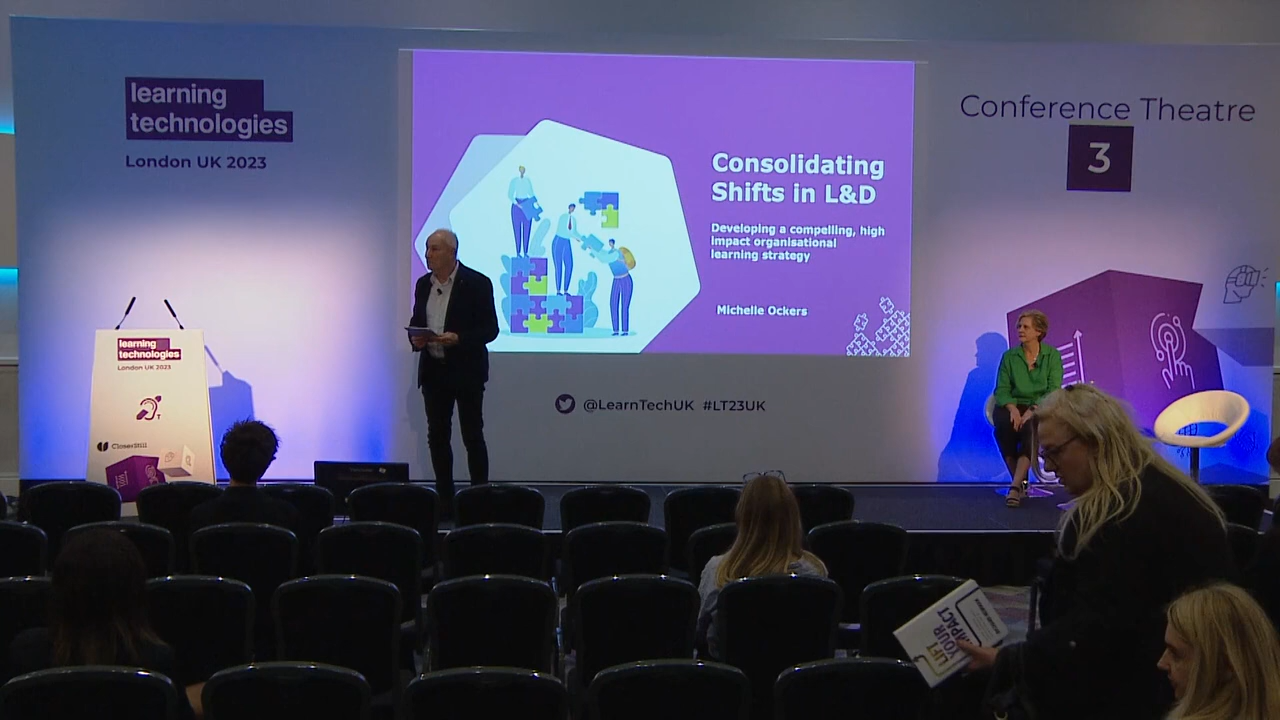 learning
technologies
London UK 2023
Conference Theatre
3
Consolidating
Shifts in L&D
Developing a compelling, high
impact organisational
learning strategy
Michelle Ockers
@LearnTechUK #LT23UK
learning
technologies
London UK 2023
T
CloserStill
LIFT
YOUR
IMPACT